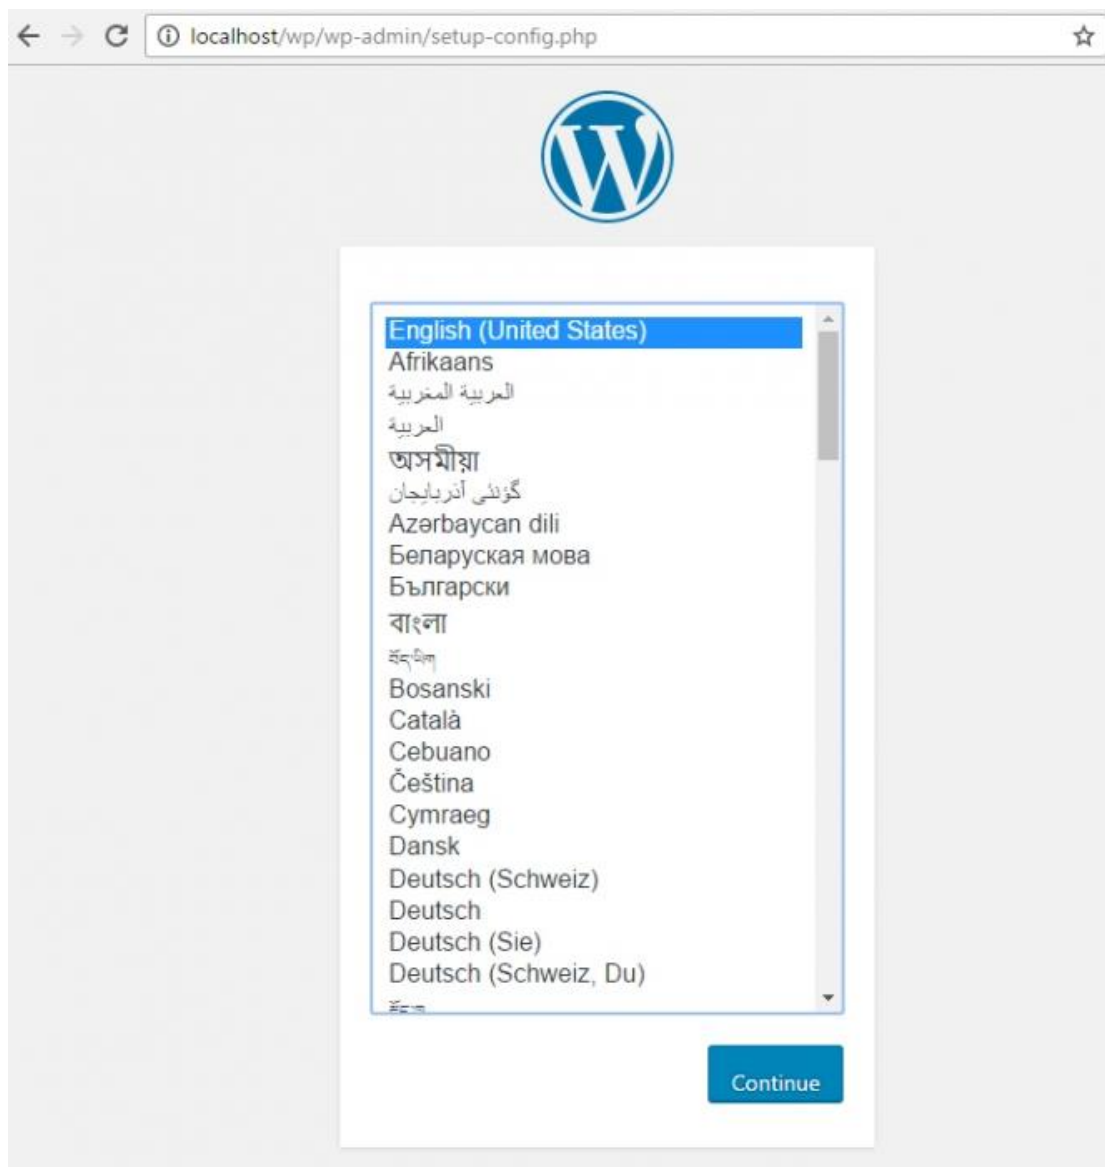 localhost/wp/wp-admin/setup-config.php
English (United States)
Afrikaans
العربية المغربية
العربية
অসমীয়া
گؤنئی آذربایجان
Azərbaycan dili
Беларуская мова
Български
বাংলা
བོད་ཡིག
Bosanski
Català
Cebuano
Čeština
Cymraeg
Dansk
Deutsch (Schweiz)
Deutsch
Deutsch (Sie)
Deutsch (Schweiz, Du)
Continue